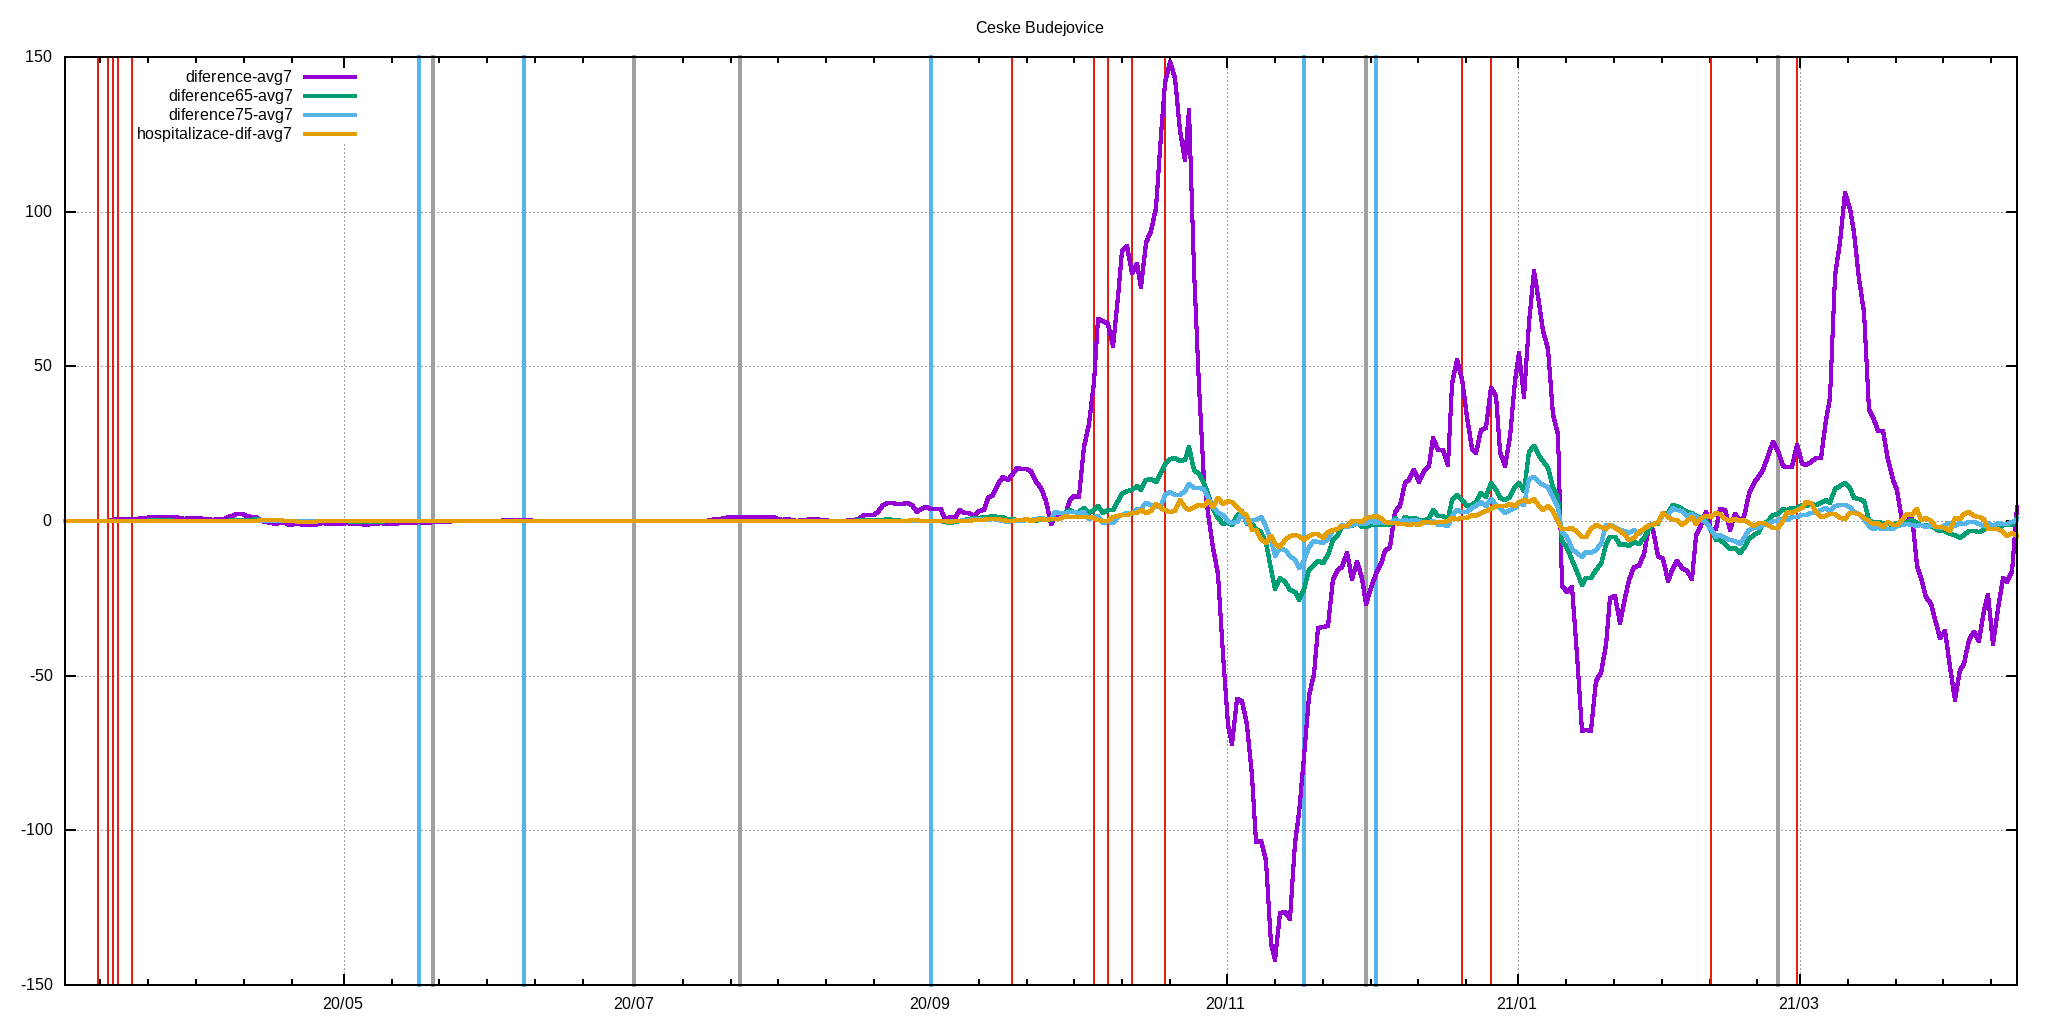 Ceske Budejovice
150
100
50
0
-50
-100
-150
diference-avg7
diference65-avg7
diference75-avg7
hospitalizace-dif-avg7
20/05 20/07 20/09 20/11 21/01 21/03